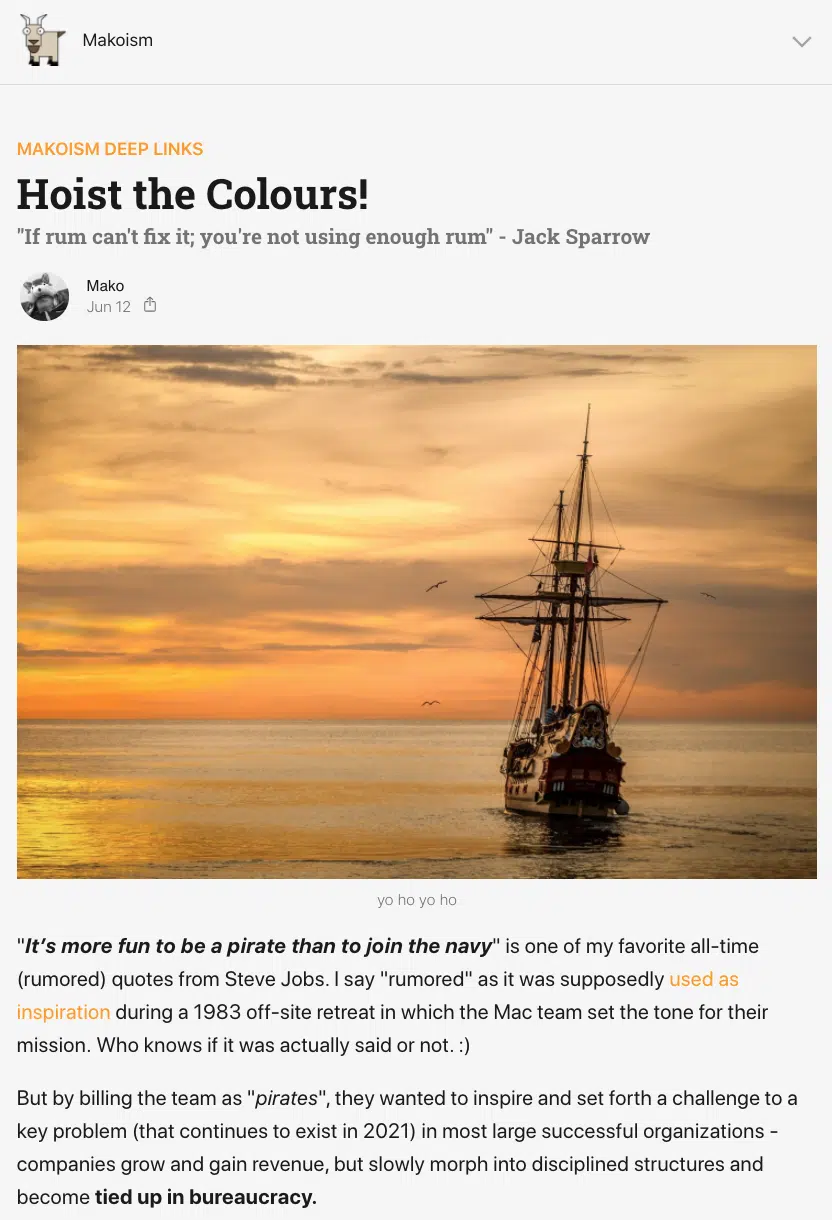 Makoism
MAKOISM DEEP LINKS
Hoist the Colours!
"If rum can't fix it; you're not using enough rum" - Jack Sparrow
Mako
Jun 12
yo ho yo ho
"It’s more fun to be a pirate than to join the navy" is one of my favorite all-time
(rumored) quotes from Steve Jobs. I say "rumored" as it was supposedly used as
inspiration during a 1983 off-site retreat in which the Mac team set the tone for their
mission. Who knows if it was actually said or not. :)
But by billing the team as "pirates", they wanted to inspire and set forth a challenge to a
key problem (that continues to exist in 2021) in most large successful organizations -
companies grow and gain revenue, but slowly morph into disciplined structures and
become tied up in bureaucracy.